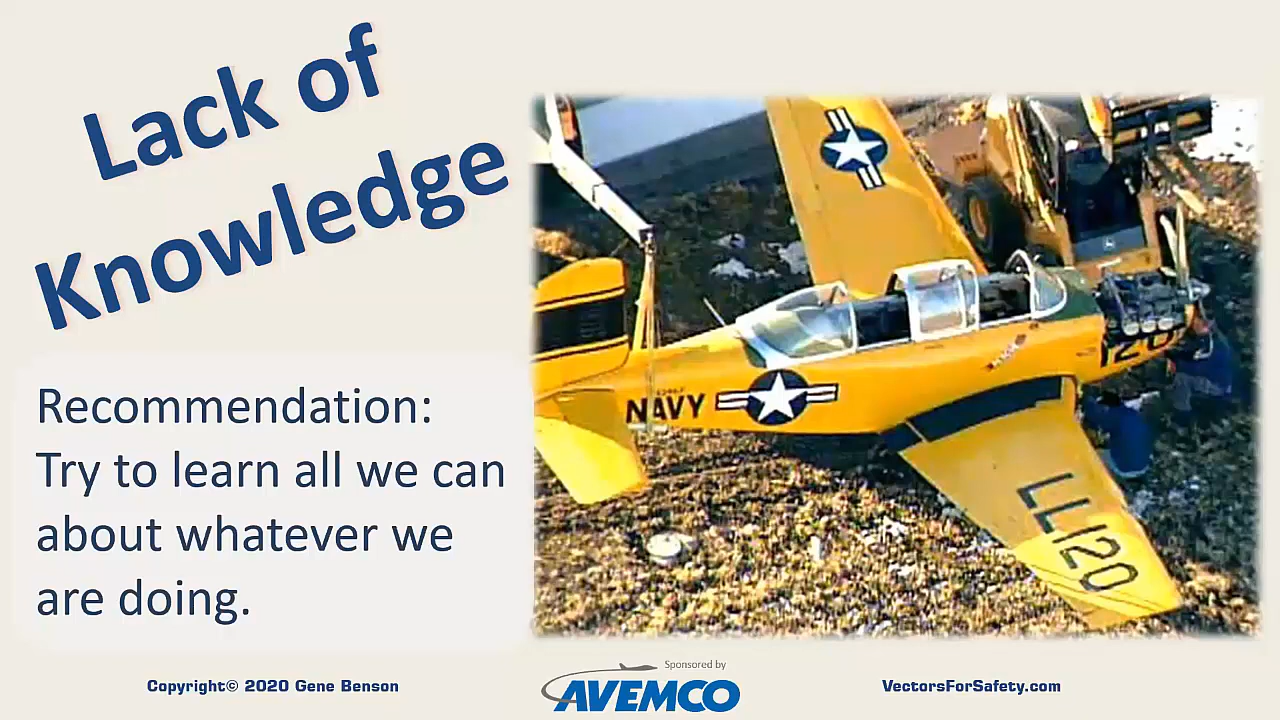 Lack of
Knowledge
Recommendation:
Try to learn all we can
about whatever we
are doing.
NAVY
LL120
120
Copyright© 2020 Gene Benson
Sponsored by
AVEMCO
VectorsForSafety.com